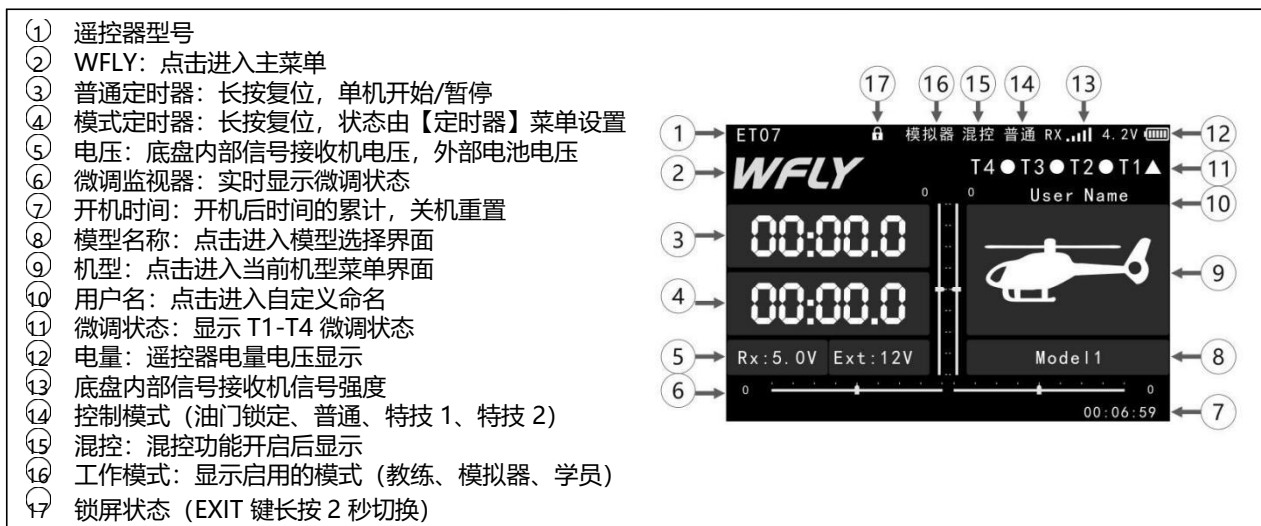 ① 遥控器型号
② WFLY：点击进入主菜单
③ 普通定时器：长按复位，单机开始/暂停
④ 模式定时器：长按复位，状态由【定时器】菜单设置
⑤ 电压：底盘内部信号接收机电压，外部电池电压
⑥ 微调监视器：实时显示微调状态
⑦ 开机时间：开机后时间的累计，关机重置
⑧ 模型名称：点击进入模型选择界面
⑨ 机型：点击进入当前机型菜单界面
⑩ 用户名：点击进入自定义命名
⑪ 微调状态：显示 T1-T4 微调状态
⑫ 电量：遥控器电量电压显示
⑬ 底盘内部信号接收机信号强度
⑭ 控制模式（油门锁定、普通、特技 1、特技 2）
⑮ 混控：混控功能开启后显示
⑯ 工作模式：显示启用的模式（教练、模拟器、学员）
⑰ 锁屏状态（EXIT 键长按 2 秒切换）
17 16 15 14 13
1 ET07 模拟器 混控 普通 RX 4.2V 12
2 WFLY T4●T3●T2●T1▲ 11
0 0 User Name 10
3 00:00.0 9
4 00:00.0
5 Rx:5.0V Ext:12V Model1 8
6 0 0
00:06:59 7